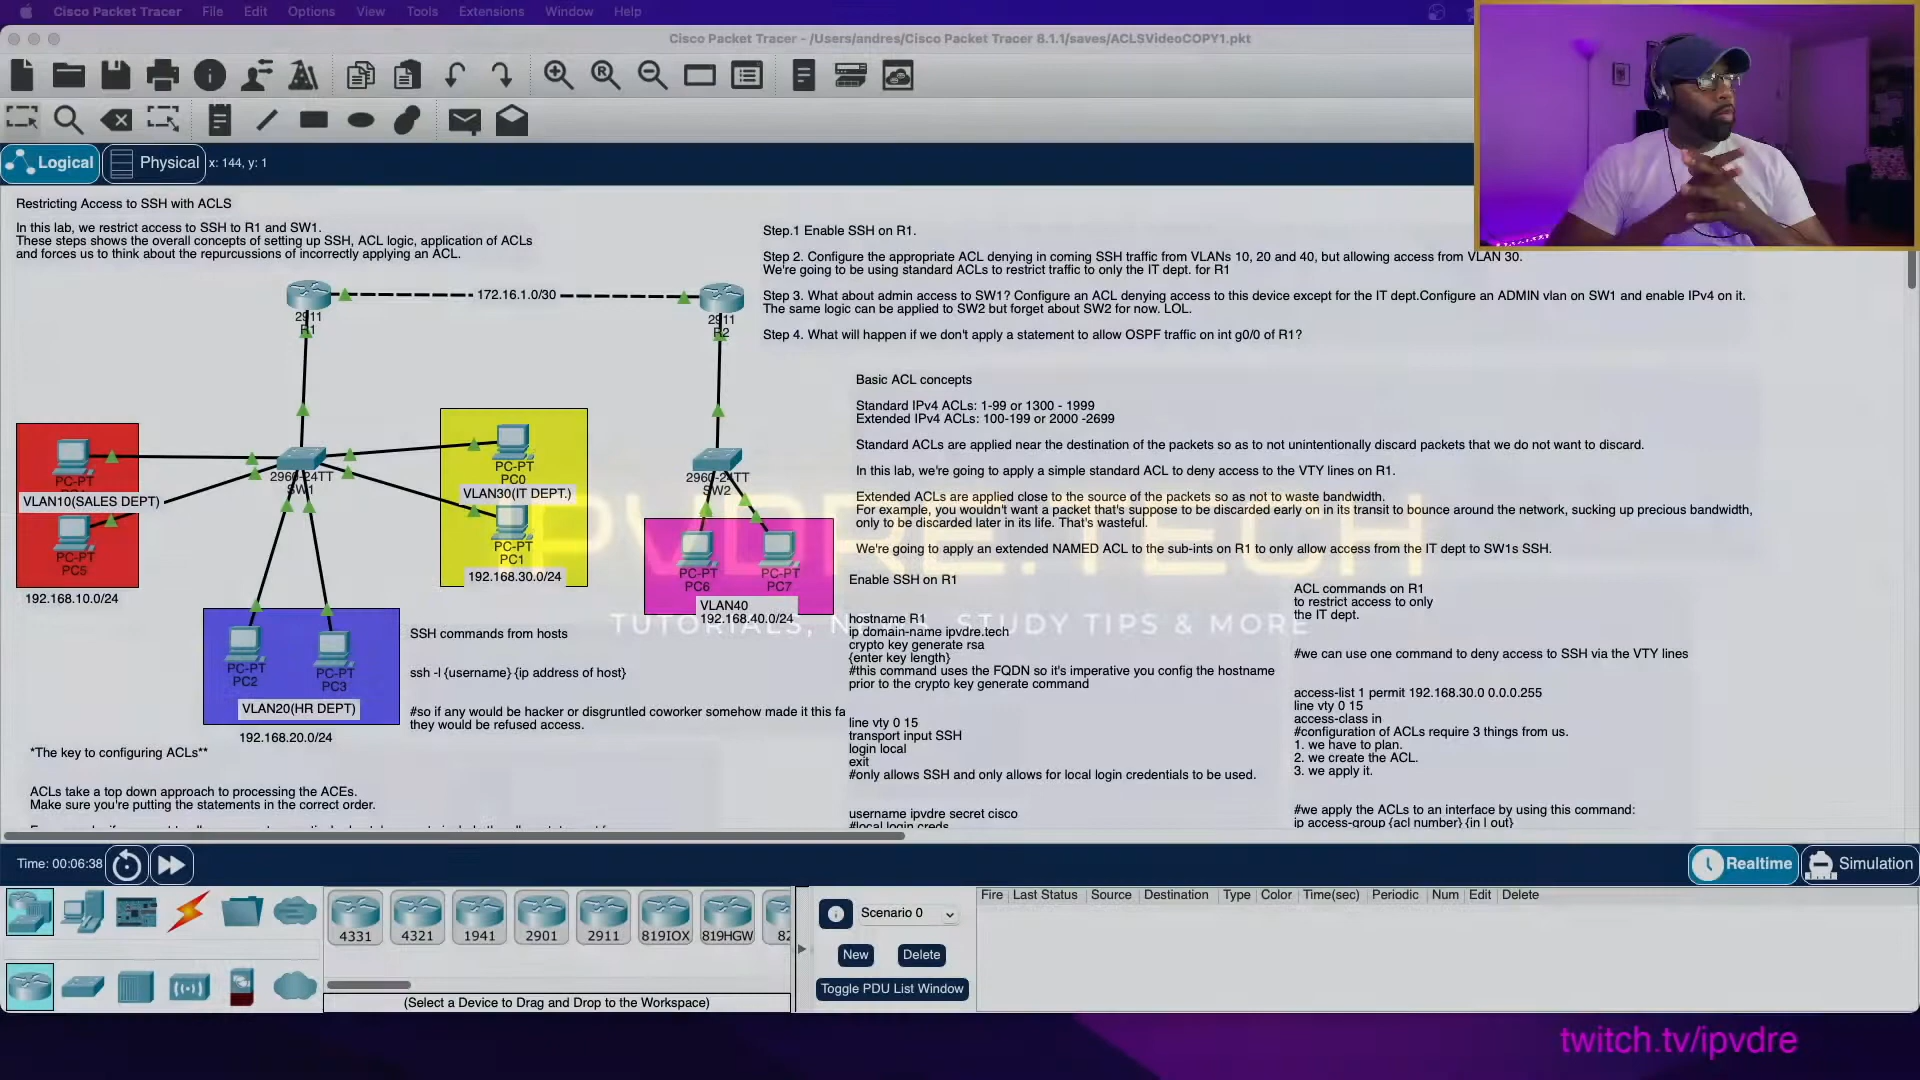 Cisco Packet Tracer File Edit Options View Tools Extensions Window Help
Cisco Packet Tracer - /Users/andres/Cisco Packet Tracer 8.1.1/saves/ACLSVideoCOPY1.pkt
Logical Physical x: 144, y: 1
Restricting Access to SSH with ACLS
In this lab, we restrict access to SSH to R1 and SW1.
These steps shows the overall concepts of setting up SSH, ACL logic, application of ACLs
and forces us to think about the repurcussions of incorrectly applying an ACL.
172.16.1.0/30
2911
R1
2911
R2
2960-24TT
SW1
2960-24TT
SW2
PC-PT
VLAN10(SALES DEPT)
PC-PT
PC5
192.168.10.0/24
PC-PT
PC0
VLAN30(IT DEPT.)
PC-PT
PC1
192.168.30.0/24
PC-PT
PC6
PC-PT
PC7
VLAN40
192.168.40.0/24
PC-PT
PC2
PC-PT
PC3
VLAN20(HR DEPT)
192.168.20.0/24
SSH commands from hosts
ssh -l {username} {ip address of host}
#so if any would be hacker or disgruntled coworker somehow made it this fa
they would be refused access.
*The key to configuring ACLs**
ACLs take a top down approach to processing the ACEs.
Make sure you're putting the statements in the correct order.
Step.1 Enable SSH on R1.
Step 2. Configure the appropriate ACL denying in coming SSH traffic from VLANs 10, 20 and 40, but allowing access from VLAN 30.
We're going to be using standard ACLs to restrict traffic to only the IT dept. for R1
Step 3. What about admin access to SW1? Configure an ACL denying access to this device except for the IT dept.Configure an ADMIN vlan on SW1 and enable IPv4 on it.
The same logic can be applied to SW2 but forget about SW2 for now. LOL.
Step 4. What will happen if we don't apply a statement to allow OSPF traffic on int g0/0 of R1?
Basic ACL concepts
Standard IPv4 ACLs: 1-99 or 1300 - 1999
Extended IPv4 ACLs: 100-199 or 2000 -2699
Standard ACLs are applied near the destination of the packets so as to not unintentionally discard packets that we do not want to discard.
In this lab, we're going to apply a simple standard ACL to deny access to the VTY lines on R1.
Extended ACLs are applied close to the source of the packets so as not to waste bandwidth.
For example, you wouldn't want a packet that's suppose to be discarded early on in its transit to bounce around the network, sucking up precious bandwidth,
only to be discarded later in its life. That's wasteful.
We're going to apply an extended NAMED ACL to the sub-ints on R1 to only allow access from the IT dept to SW1s SSH.
IPVDRE.TECH
TUTORIALS, NEWS, STUDY TIPS & MORE
Enable SSH on R1
hostname R1
ip domain-name ipvdre.tech
crypto key generate rsa
{enter key length}
#this command uses the FQDN so it's imperative you config the hostname
prior to the crypto key generate command
line vty 0 15
transport input SSH
login local
exit
#only allows SSH and only allows for local login credentials to be used.
username ipvdre secret cisco
#local login creds
ACL commands on R1
to restrict access to only
the IT dept.
#we can use one command to deny access to SSH via the VTY lines
access-list 1 permit 192.168.30.0 0.0.0.255
line vty 0 15
access-class in
#configuration of ACLs require 3 things from us.
1. we have to plan.
2. we create the ACL.
3. we apply it.
#we apply the ACLs to an interface by using this command:
ip access-group {acl number} {in | out}
Time: 00:06:38
Realtime Simulation
4331 4321 1941 2901 2911 819IOX 819HGW 82
(Select a Device to Drag and Drop to the Workspace)
Scenario 0
New Delete
Toggle PDU List Window
Fire Last Status Source Destination Type Color Time(sec) Periodic Num Edit Delete
twitch.tv/ipvdre